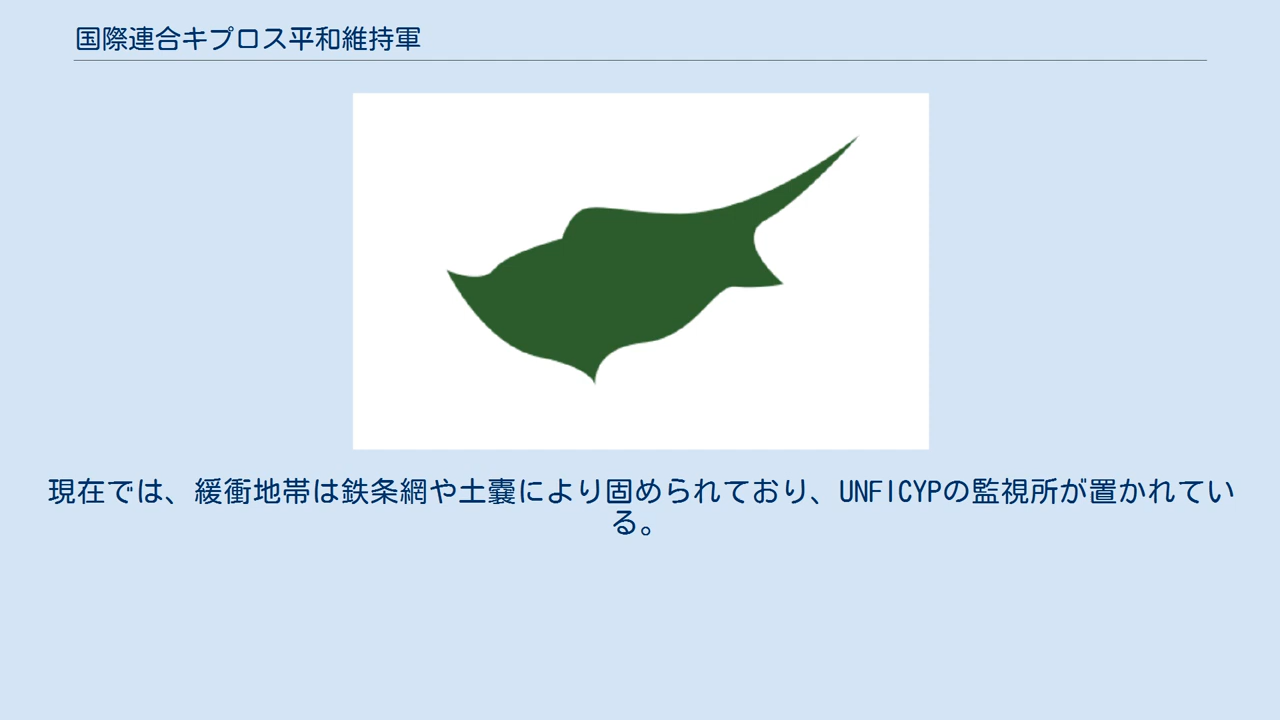 国際連合キプロス平和維持軍
現在では、緩衝地帯は鉄条網や土嚢により固められており、UNFICYPの監視所が置かれてい
る。